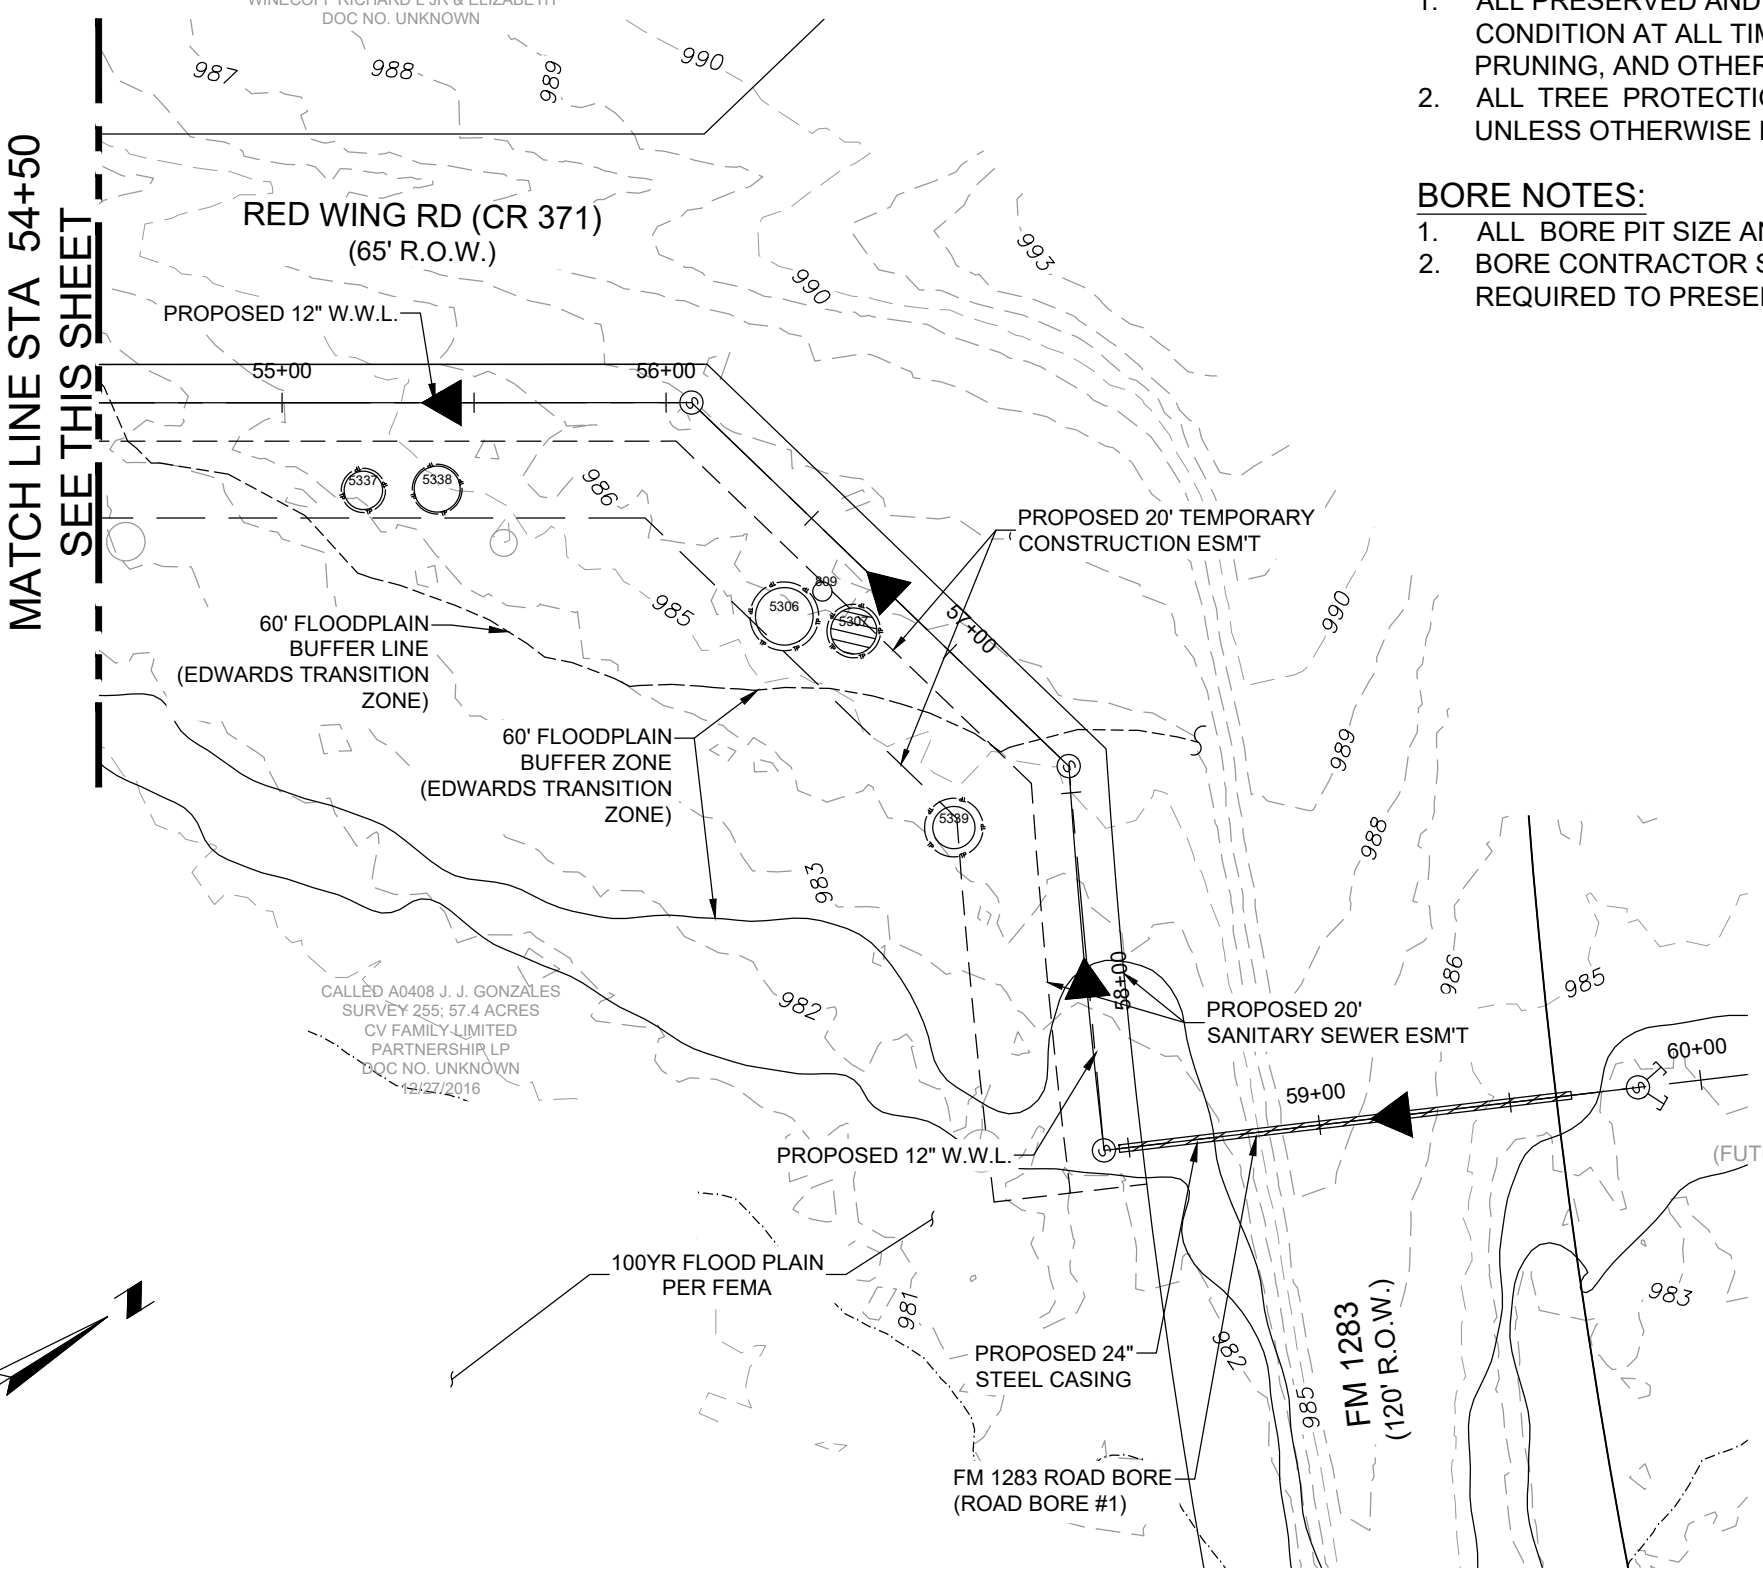 DOC NO. UNKNOWN
987
988
989
990
MATCH LINE STA 54+50
SEE THIS SHEET
RED WING RD (CR 371)
(65' R.O.W.)
PROPOSED 12" W.W.L.
990
993
55+00
56+00
5337
5338
986
PROPOSED 20' TEMPORARY
CONSTRUCTION ESM'T
5306
809
5307
985
57+00
990
60' FLOODPLAIN
BUFFER LINE
(EDWARDS TRANSITION
ZONE)
60' FLOODPLAIN
BUFFER ZONE
(EDWARDS TRANSITION
ZONE)
989
988
5339
983
982
58+00
986
985
CALLED A0408 J. J. GONZALES
SURVEY 255; 57.4 ACRES
CV FAMILY LIMITED
PARTNERSHIP LP
DOC NO. UNKNOWN
12/27/2016
PROPOSED 20'
SANITARY SEWER ESM'T
59+00
60+00
PROPOSED 12" W.W.L.
(FUT
100YR FLOOD PLAIN
PER FEMA
981
982
983
985
PROPOSED 24"
STEEL CASING
FM 1283
(120' R.O.W.)
FM 1283 ROAD BORE
(ROAD BORE #1)
S
S
S
S
1. ALL PRESERVED AND
CONDITION AT ALL TIM
PRUNING, AND OTHER
2. ALL TREE PROTECTIO
UNLESS OTHERWISE
BORE NOTES:
1. ALL BORE PIT SIZE AN
2. BORE CONTRACTOR S
REQUIRED TO PRESE